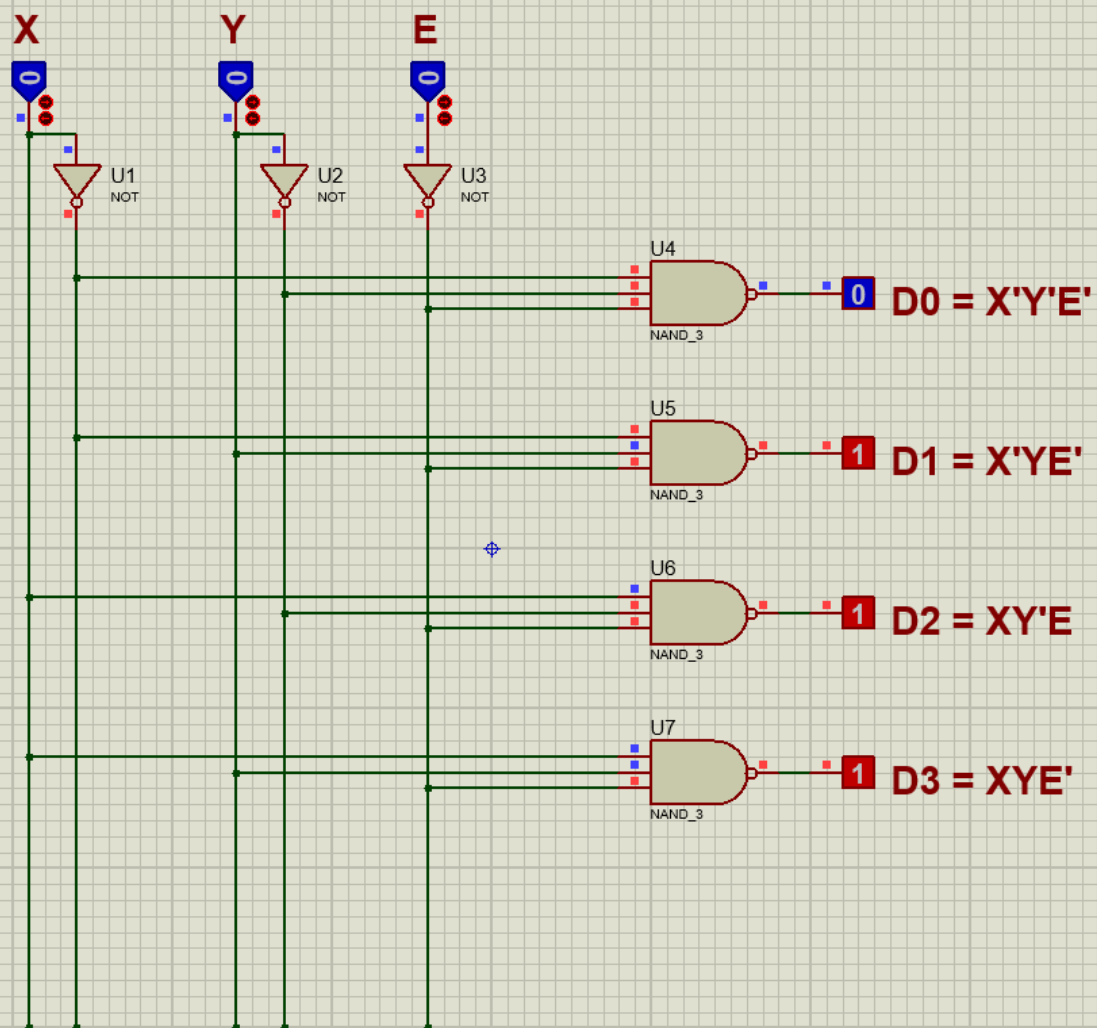 X Y E
0 0 0
U1 U2 U3
NOT NOT NOT
U4
0 D0 = X'Y'E'
NAND_3
U5
1 D1 = X'YE'
NAND_3
U6
1 D2 = XY'E
NAND_3
U7
1 D3 = XYE'
NAND_3